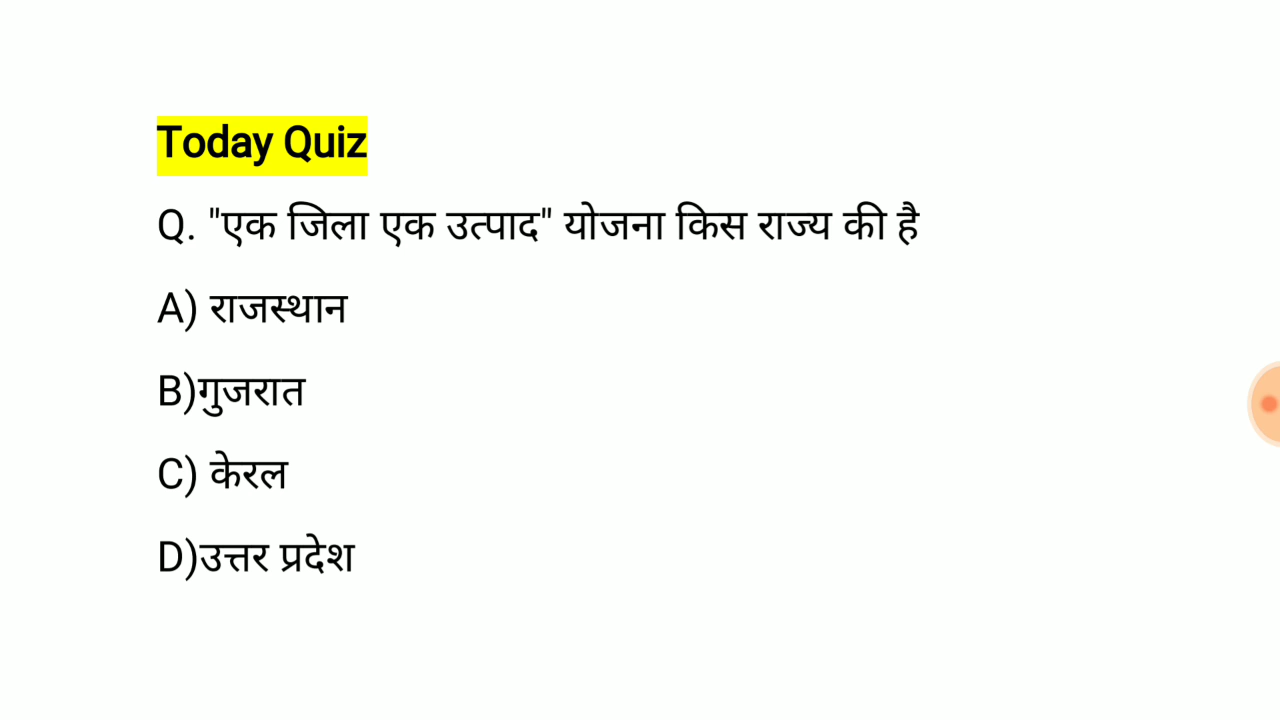 Today Quiz
Q. "एक जिला एक उत्पाद" योजना किस राज्य की है
A) राजस्थान
B)गुजरात
C) केरल
D)उत्तर प्रदेश